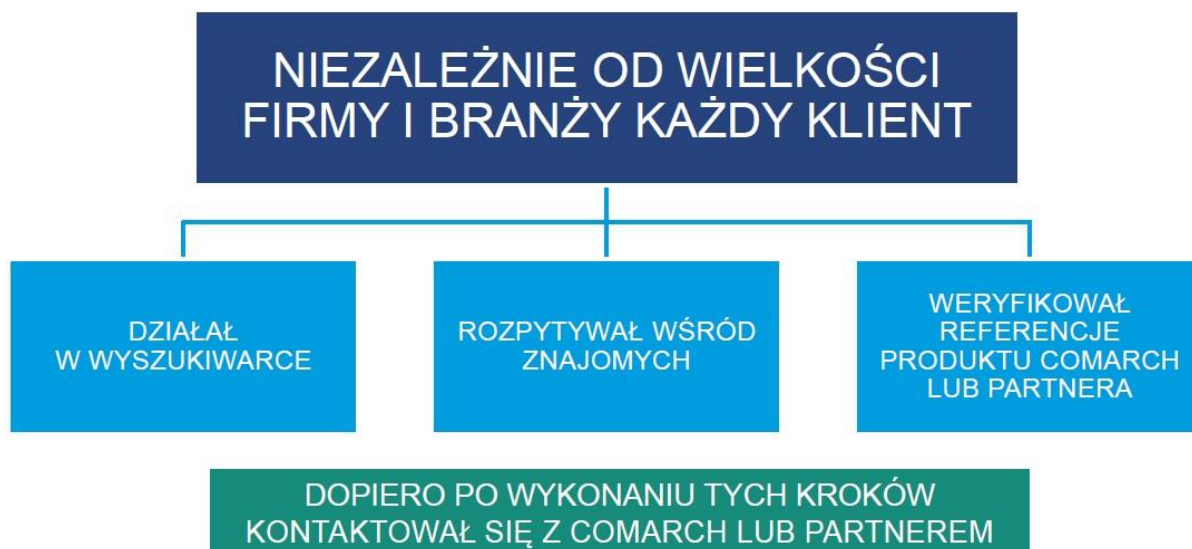 NIEZALEŻNIE OD WIELKOŚCI
FIRMY I BRANŻY KAŻDY KLIENT
DZIAŁAŁ
W WYSZUKIWARCE
ROZPYTYWAŁ WŚRÓD
ZNAJOMYCH
WERYFIKOWAŁ
REFERENCJE
PRODUKTU COMARCH
LUB PARTNERA
DOPIERO PO WYKONANIU TYCH KROKÓW
KONTAKTOWAŁ SIĘ Z COMARCH LUB PARTNEREM